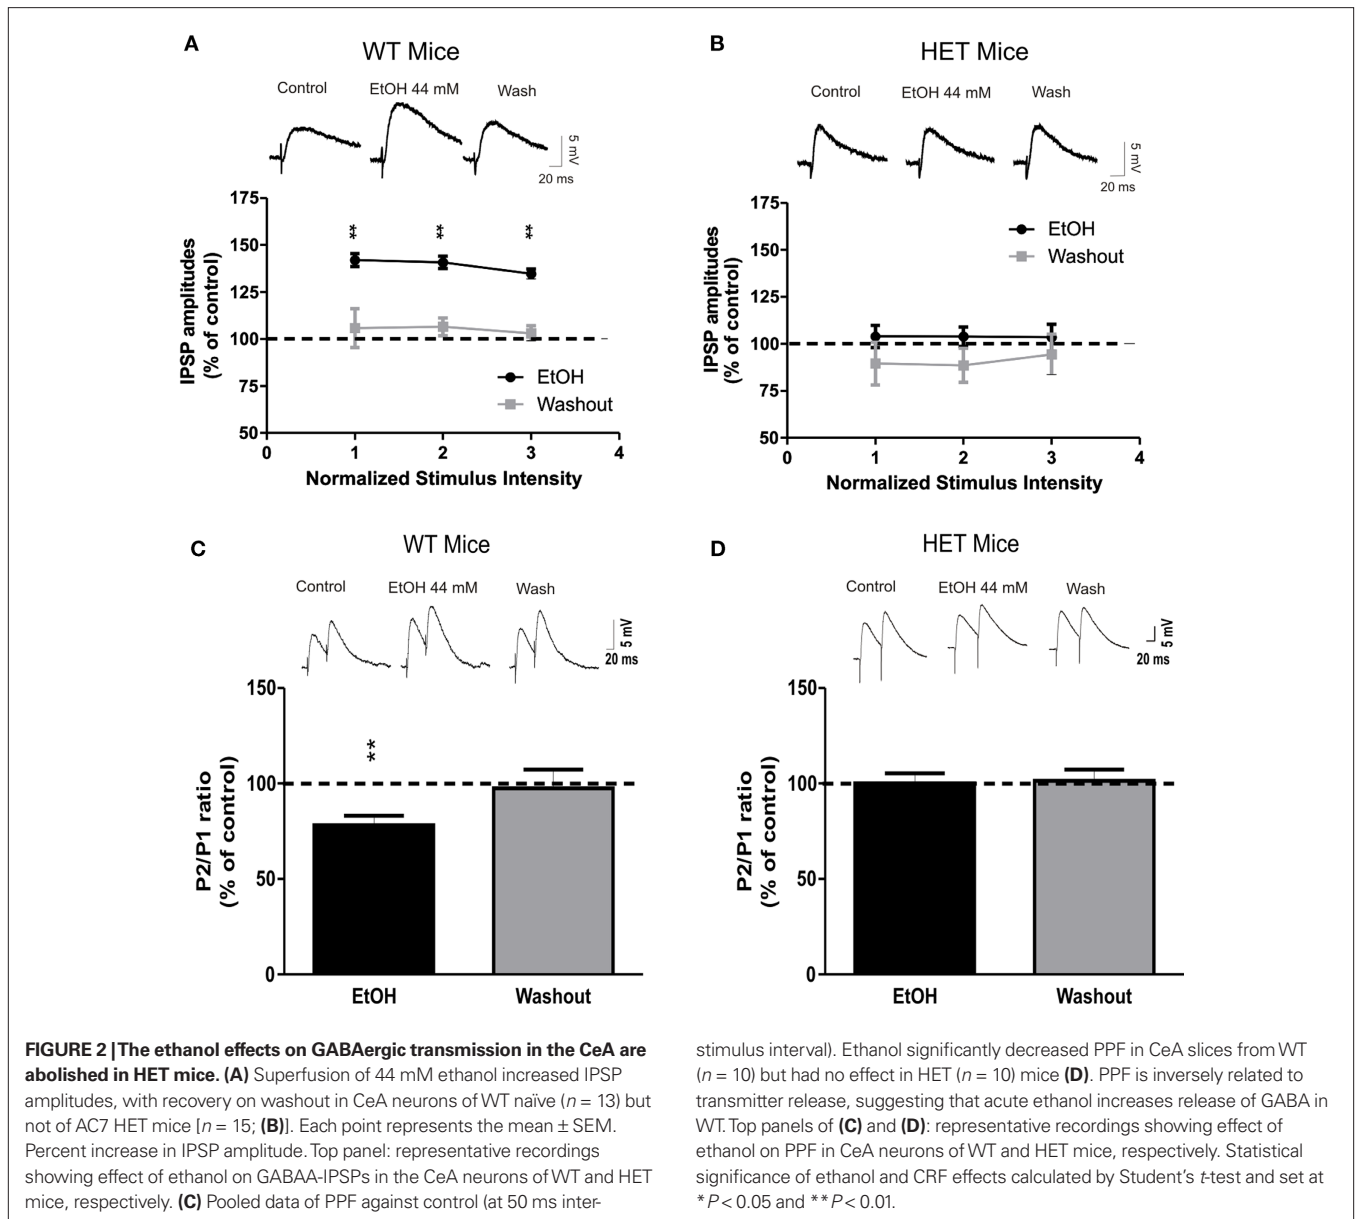 A
WT Mice
Control
EtOH 44 mM
Wash
5 mV
20 ms
175
150
125
100
75
50
IPSP amplitudes
(% of control)
**
**
**
EtOH
Washout
0
1
2
3
4
Normalized Stimulus Intensity
B
HET Mice
Control
EtOH 44 mM
Wash
5 mV
20 ms
175
150
125
100
75
50
IPSP amplitudes
(% of control)
EtOH
Washout
0
1
2
3
4
Normalized Stimulus Intensity
C
WT Mice
Control
EtOH 44 mM
Wash
5 mV
20 ms
150
100
50
0
P2/P1 ratio
(% of control)
**
EtOH
Washout
D
HET Mice
Control
EtOH 44 mM
Wash
5 mV
20 ms
150
100
50
0
P2/P1 ratio
(% of control)
EtOH
Washout
FIGURE 2 | The ethanol effects on GABAergic transmission in the CeA are
abolished in HET mice. (A) Superfusion of 44 mM ethanol increased IPSP
amplitudes, with recovery on washout in CeA neurons of WT naïve (n = 13) but
not of AC7 HET mice [n = 15; (B)]. Each point represents the mean ± SEM.
Percent increase in IPSP amplitude. Top panel: representative recordings
showing effect of ethanol on GABAA-IPSPs in the CeA neurons of WT and HET
mice, respectively. (C) Pooled data of PPF against control (at 50 ms inter-
stimulus interval). Ethanol significantly decreased PPF in CeA slices from WT
(n = 10) but had no effect in HET (n = 10) mice (D). PPF is inversely related to
transmitter release, suggesting that acute ethanol increases release of GABA in
WT. Top panels of (C) and (D): representative recordings showing effect of
ethanol on PPF in CeA neurons of WT and HET mice, respectively. Statistical
significance of ethanol and CRF effects calculated by Student's t-test and set at
*P < 0.05 and **P < 0.01.